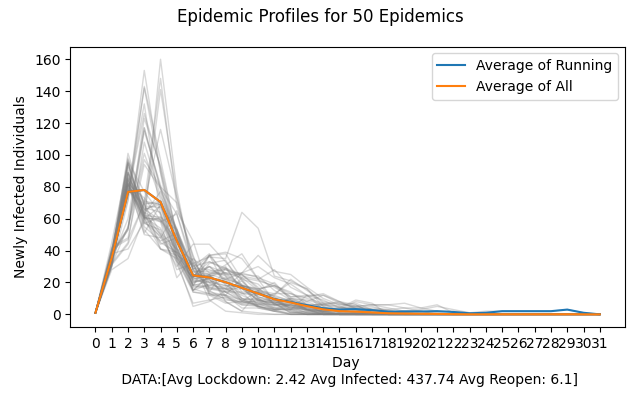 Epidemic Profiles for 50 Epidemics
160
140
120
100
80
60
40
20
0
Newly Infected Individuals
Average of Running
Average of All
0 1 2 3 4 5 6 7 8 9 10 11 12 13 14 15 16 17 18 19 20 21 22 23 24 25 26 27 28 29 30 31
Day
DATA:[Avg Lockdown: 2.42 Avg Infected: 437.74 Avg Reopen: 6.1]